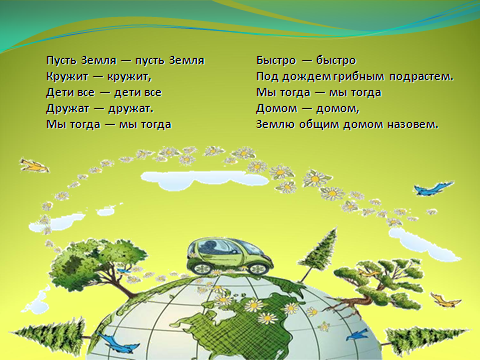 Пусть Земля — пусть Земля
Кружит — кружит,
Дети все — дети все
Дружат — дружат.
Мы тогда — мы тогда
Быстро — быстро
Под дождем грибным подрастем.
Мы тогда — мы тогда
Домом — домом,
Землю общим домом назовем.